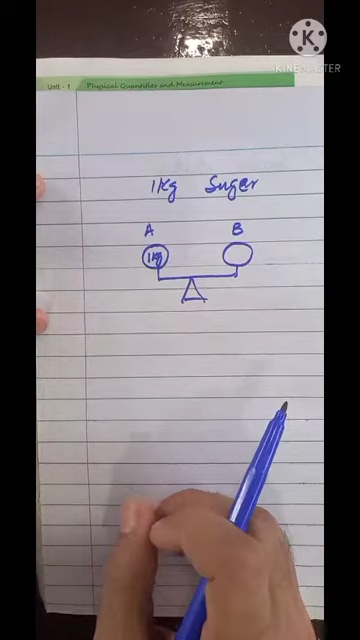 KINEMASTER
Unit - 1 Physical Quantities and Measurement
1kg Suger
A B
1kg